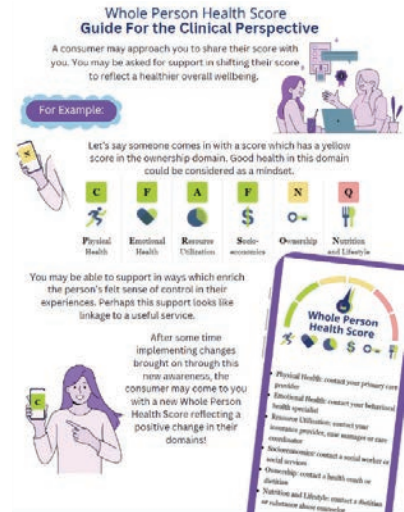 Whole Person Health Score
Guide For the Clinical Perspective
A consumer may approach you to share their score with
you. You may be asked for support in shifting their score
to reflect a healthier overall wellbeing.
For Example:
N
Let's say someone comes in with a score which has a yellow
score in the ownership domain. Good health in this domain
could be considered as a mindset.
C F A F N Q
Physical Health
Emotional Health
Resource Utilization
Socio-economics
Ownership
Nutrition and Lifestyle
You may be able to support in ways which enrich
the person's felt sense of control in their
experiences. Perhaps this support looks like
linkage to a useful service.
After some time
implementing changes
brought on through this
new awareness, the
consumer may come to you
with a new Whole Person
Health Score reflecting a
positive change in their
domains!
C
Whole Person
Health Score
• Physical Health: contact your primary care
provider
• Emotional Health: contact your behavioral
health specialist
• Resource Utilization: contact your
insurance provider, case manager or care
coordinator
• Socioeconomics: contact a social worker or
social services
• Ownership: contact a health coach or
dietitian
• Nutrition and Lifestyle: contact a dietitian
or substance abuse counselor